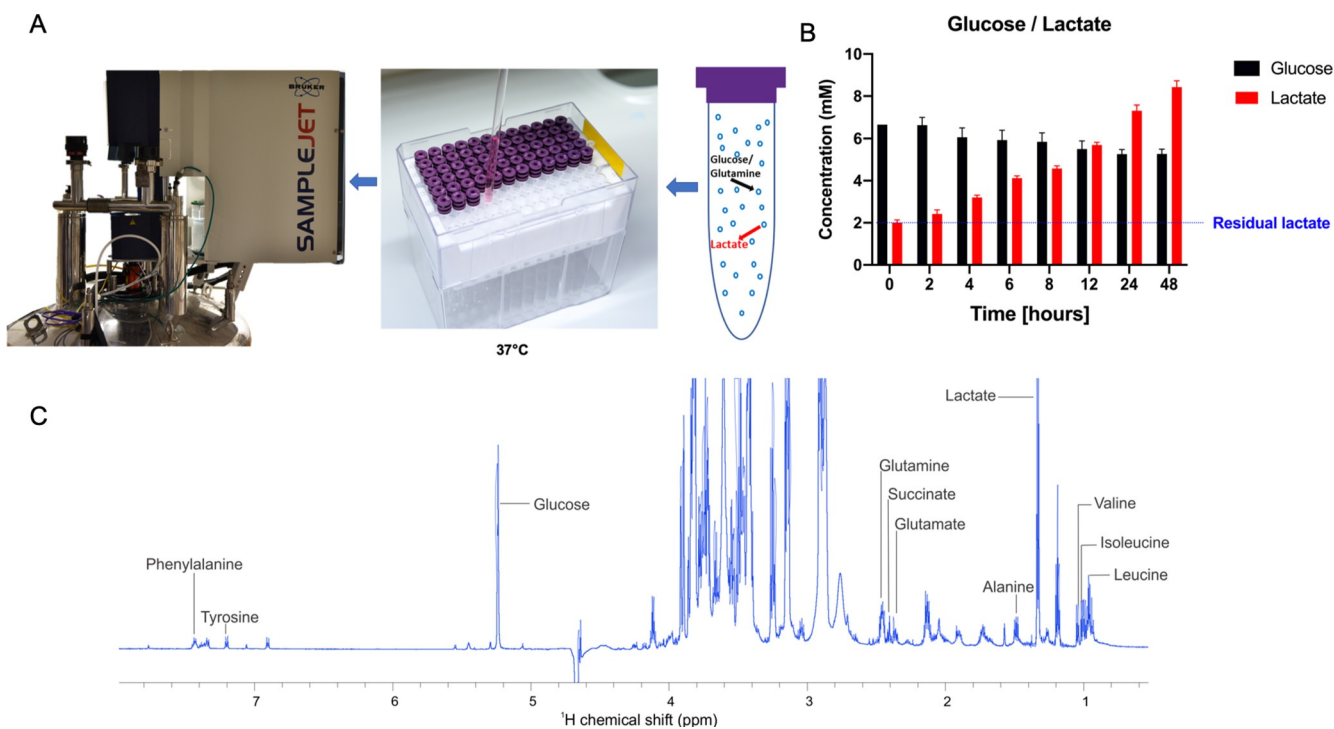 A
BRUKER
SAMPLEJET
37°C
Glucose/
Glutamine
Lactate
B
Glucose / Lactate
Concentration (mM)
10
8
6
4
2
0
0 2 4 6 8 12 24 48
Time [hours]
Glucose
Lactate
Residual lactate
C
Phenylalanine
Tyrosine
Glucose
Lactate
Glutamine
Succinate
Glutamate
Alanine
Valine
Isoleucine
Leucine
7 6 5 4 3 2 1
¹H chemical shift (ppm)